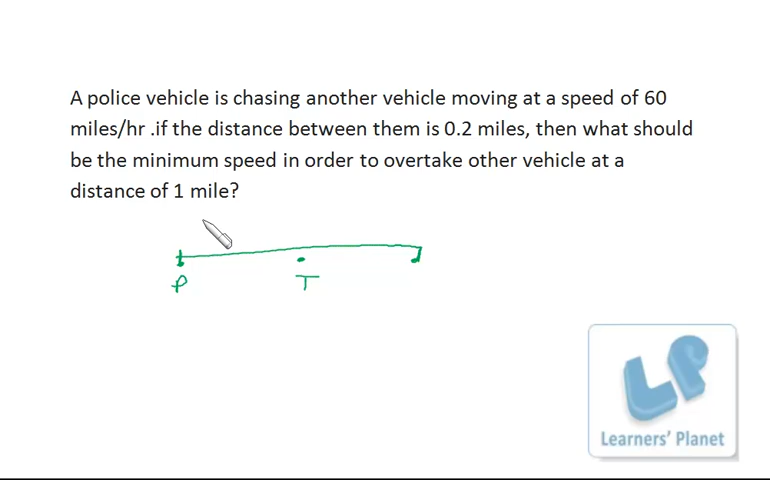 A police vehicle is chasing another vehicle moving at a speed of 60
miles/hr .if the distance between them is 0.2 miles, then what should
be the minimum speed in order to overtake other vehicle at a
distance of 1 mile?
P T
LP
Learners' Planet